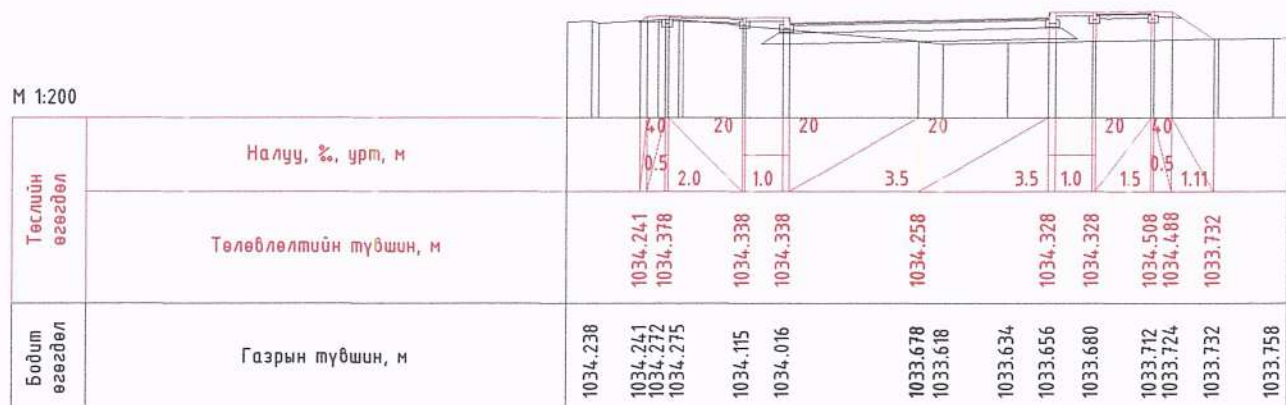 М 1:200
40 20 20 20 20 40
Төслийн өгөгдөл
Налуу, ‰, урт, м
0.5 2.0 1.0 3.5 3.5 1.0 1.5 0.5 1.11
Төлөвлөлтийн түвшин, м
1034.241 1034.378 1034.338 1034.338 1034.258 1034.328 1034.328 1034.508 1034.488 1033.732
Бодит өгөгдөл
Газрын түвшин, м
1034.238 1034.241 1034.272 1034.275 1034.115 1034.016 1033.678 1033.618 1033.634 1033.656 1033.680 1033.712 1033.724 1033.732 1033.758